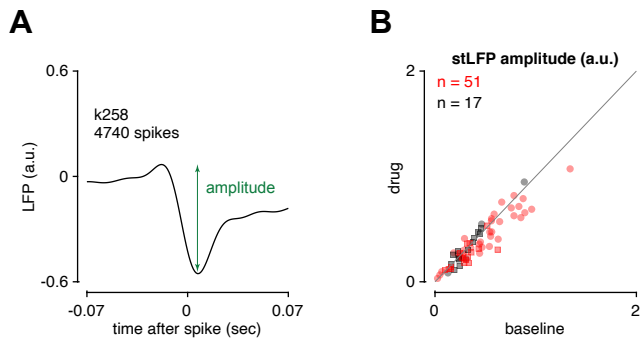 A
0.6
k258
4740 spikes
LFP (a.u.)
0
amplitude
-0.6
-0.07
0
0.07
time after spike (sec)
B
stLFP amplitude (a.u.)
2
n = 51
n = 17
drug
0
0
2
baseline